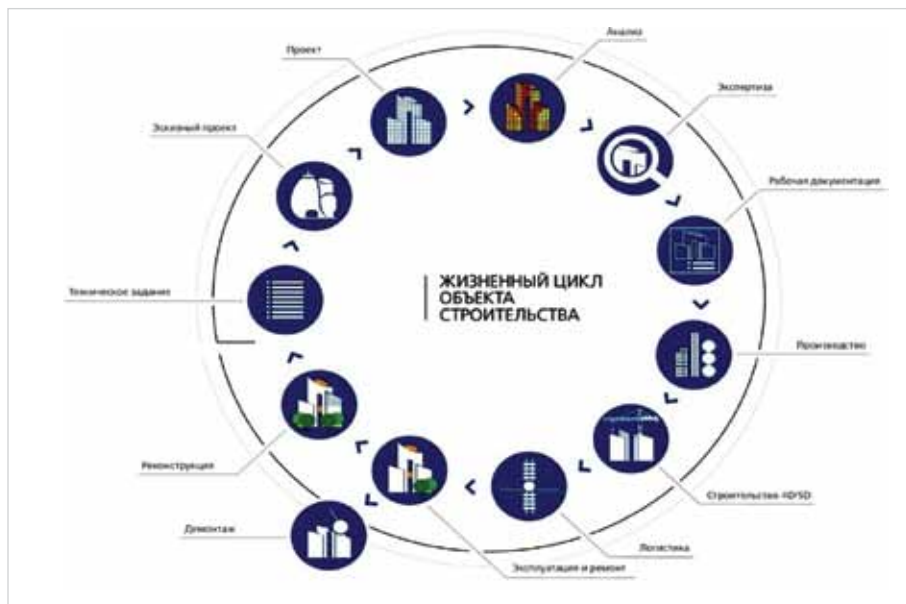 Анализ
Проект
Экспертиза
Эскизный проект
Рабочая документация
ЖИЗНЕННЫЙ ЦИКЛ
ОБЪЕКТА
СТРОИТЕЛЬСТВА
Техническое задание
Производство
Реконструкция
Строительство 4D/5D
Демонтаж
Логистика
Эксплуатация и ремонт